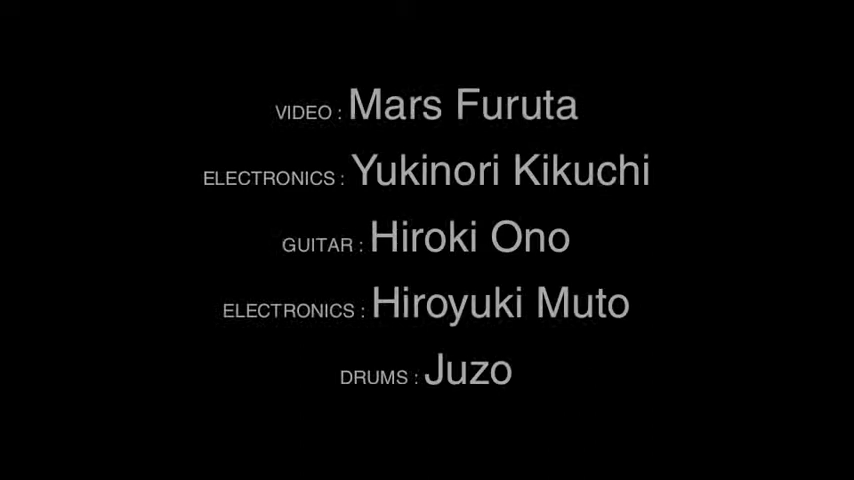 VIDEO : Mars Furuta
ELECTRONICS : Yukinori Kikuchi
GUITAR : Hiroki Ono
ELECTRONICS : Hiroyuki Muto
DRUMS : Juzo